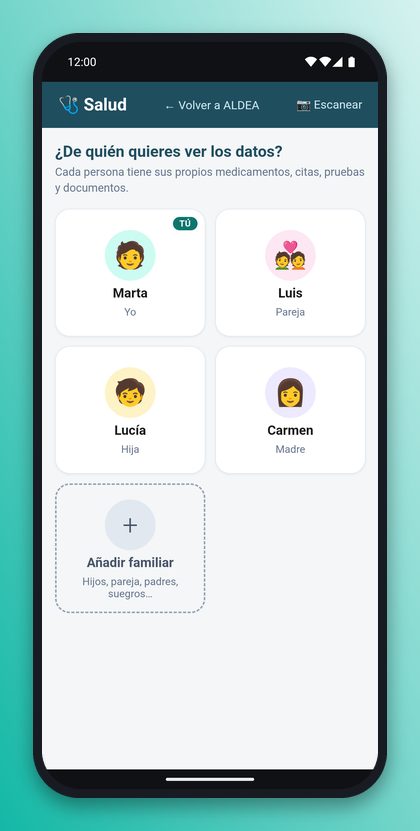 12:00
Salud
← Volver a ALDEA
Escanear
¿De quién quieres ver los datos?
Cada persona tiene sus propios medicamentos, citas, pruebas
y documentos.
TÚ
Marta
Yo
Luis
Pareja
Lucía
Hija
Carmen
Madre
+
Añadir familiar
Hijos, pareja, padres,
suegros…